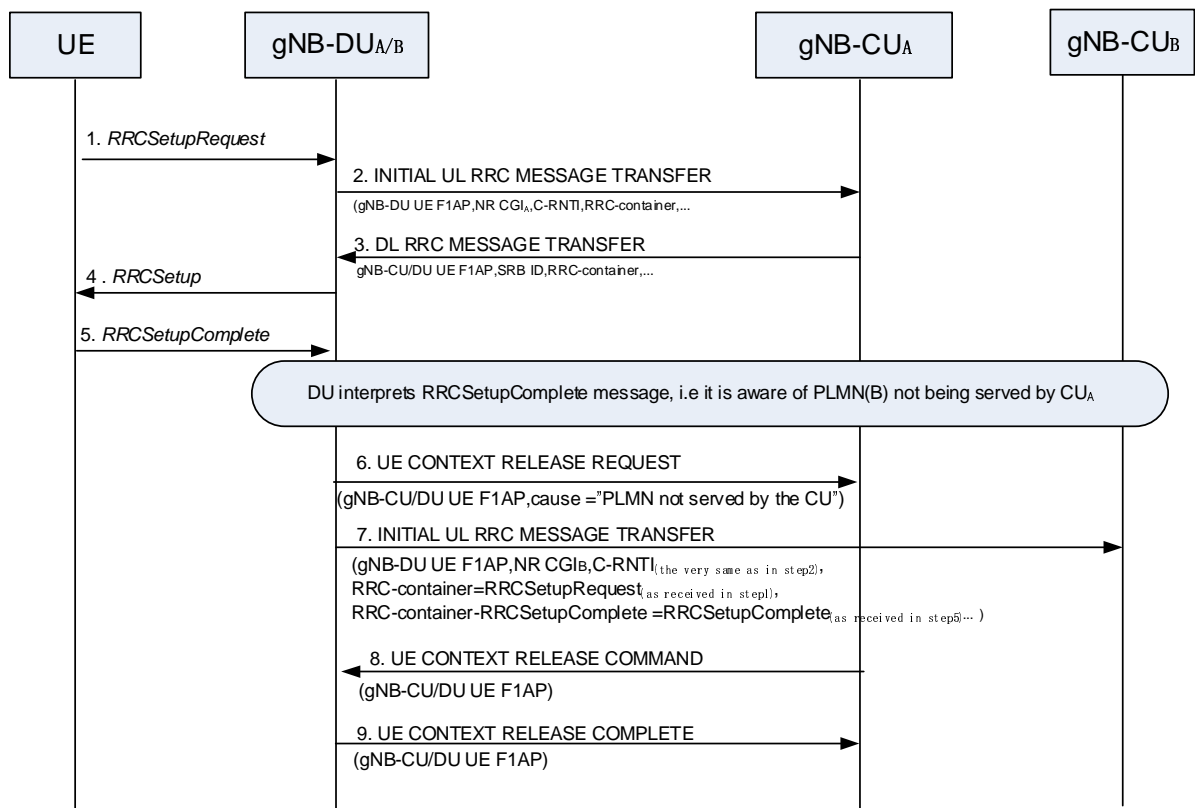 UE
gNB-DUA/B
gNB-CUA
gNB-CUB
1. RRCSetupRequest
2. INITIAL UL RRC MESSAGE TRANSFER
(gNB-DU UE F1AP,NR CGIA,C-RNTI,RRC-container,...
3. DL RRC MESSAGE TRANSFER
gNB-CU/DU UE F1AP,SRB ID,RRC-container,...
4 . RRCSetup
5. RRCSetupComplete
DU interprets RRCSetupComplete message, i.e it is aware of PLMN(B) not being served by CUA
6. UE CONTEXT RELEASE REQUEST
(gNB-CU/DU UE F1AP,cause ="PLMN not served by the CU")
7. INITIAL UL RRC MESSAGE TRANSFER
(gNB-DU UE F1AP,NR CGIB,C-RNTI(the very same as in step2),
RRC-container=RRCSetupRequest(as received in step1),
RRC-container-RRCSetupComplete =RRCSetupComplete(as received in step5)... )
8. UE CONTEXT RELEASE COMMAND
(gNB-CU/DU UE F1AP)
9. UE CONTEXT RELEASE COMPLETE
(gNB-CU/DU UE F1AP)